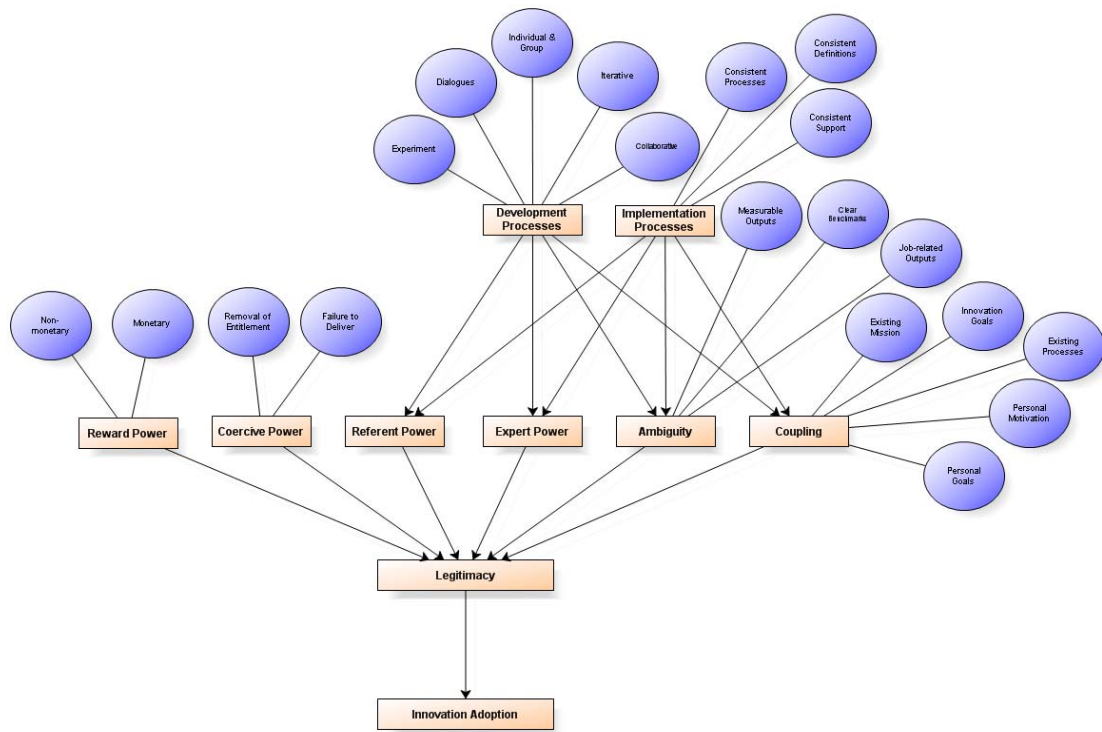 Individual &
Group
Consistent
Definitions
Dialogues
Iterative
Consistent
Processes
Consistent
Support
Experiment
Collaborative
Development
Processes
Implementation
Processes
Measurable
Outputs
Clear
Benchmarks
Job-related
Outputs
Non-
monetary
Monetary
Removal of
Entitlement
Failure to
Deliver
Existing
Mission
Innovation
Goals
Existing
Processes
Personal
Motivation
Reward Power
Coercive Power
Referent Power
Expert Power
Ambiguity
Coupling
Personal
Goals
Legitimacy
Innovation Adoption